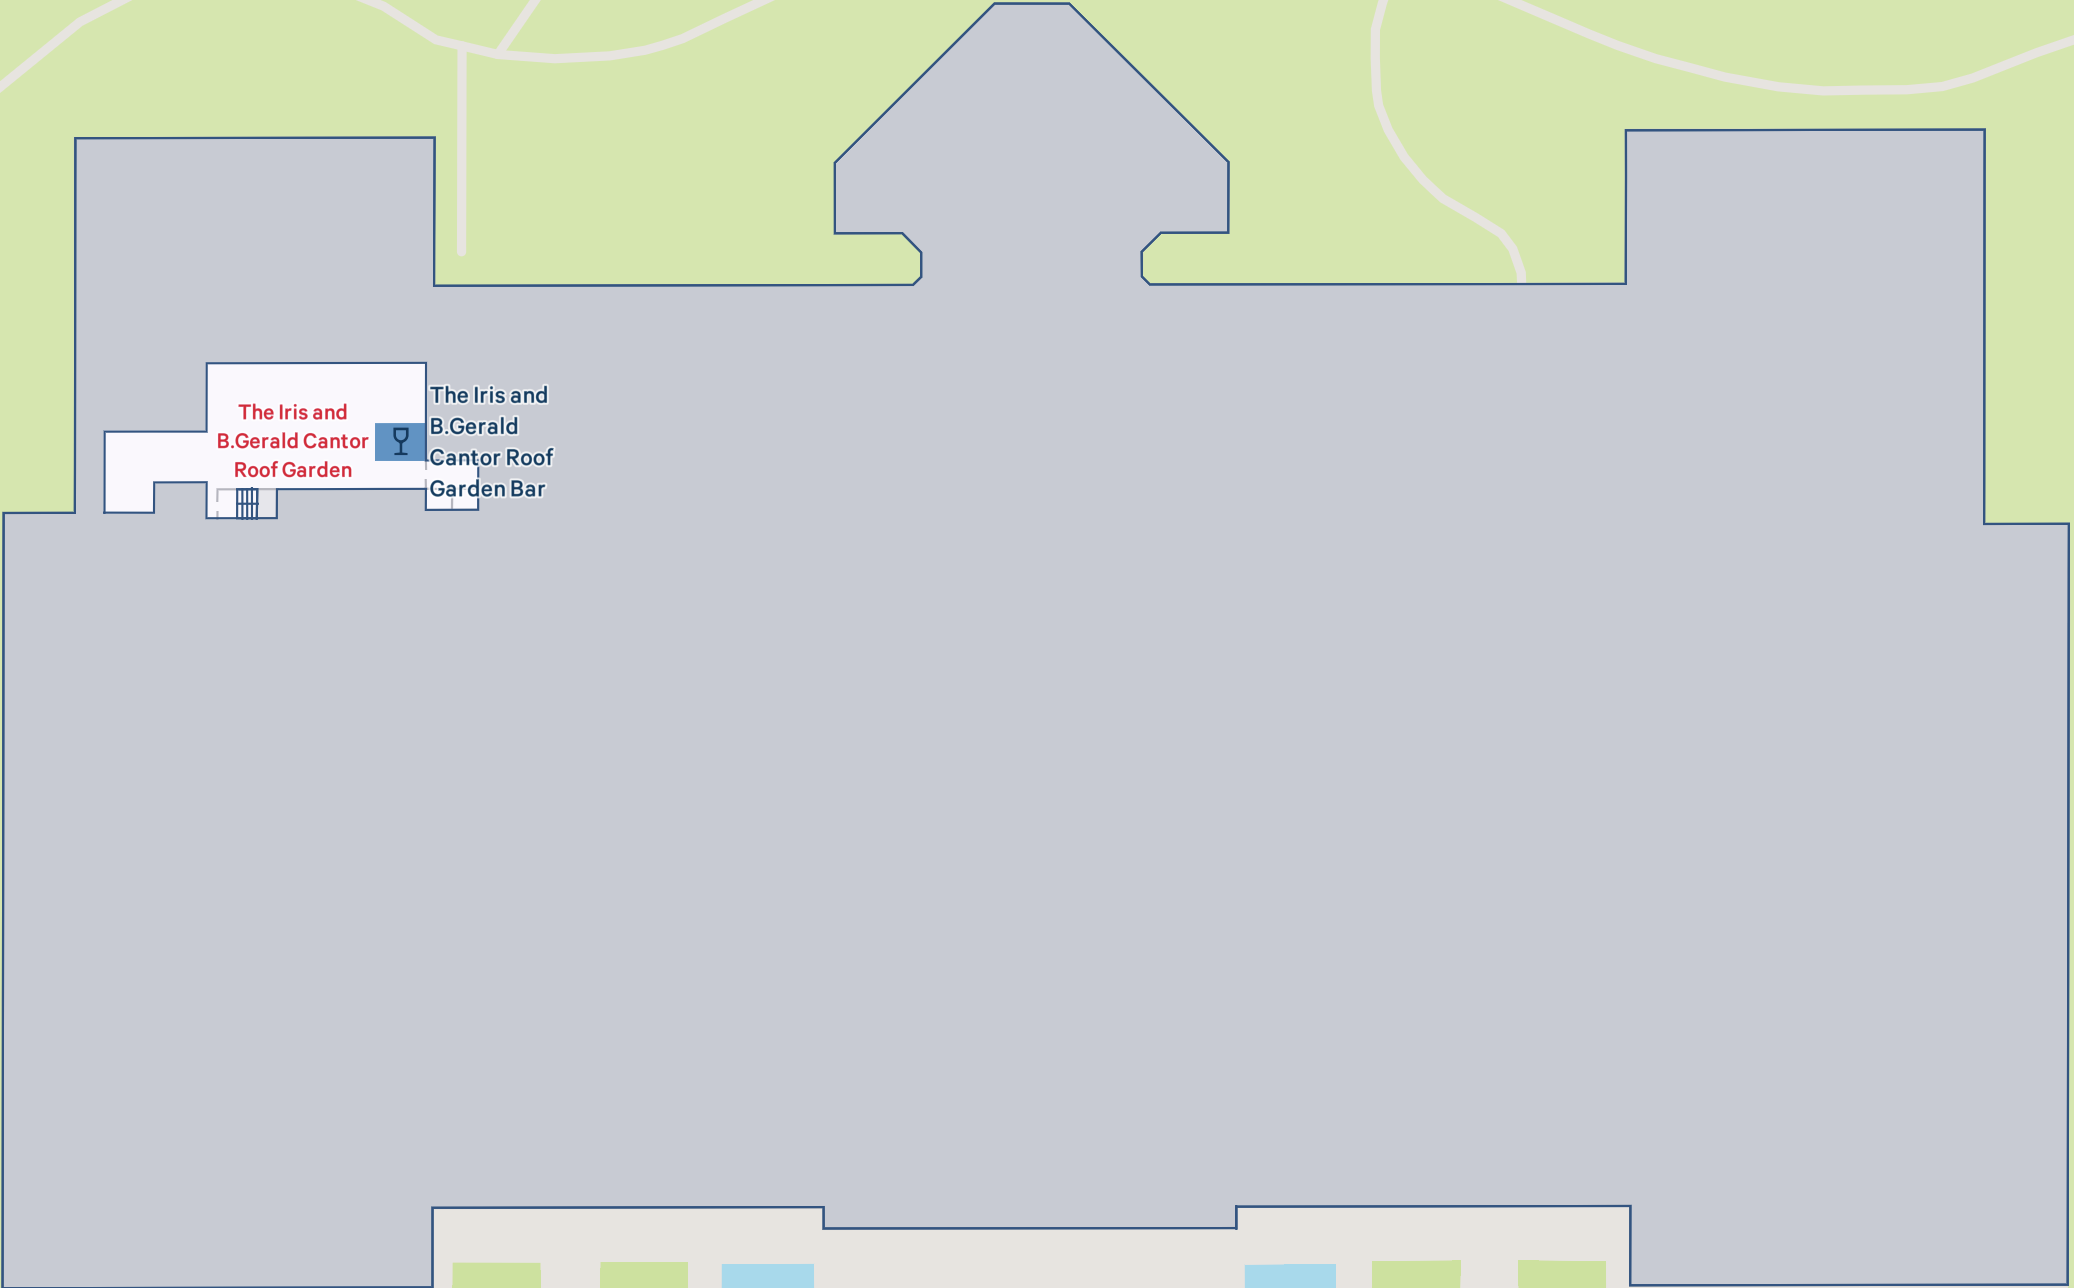 The Iris and
B.Gerald Cantor
Roof Garden
The Iris and
B.Gerald
Cantor Roof
Garden Bar